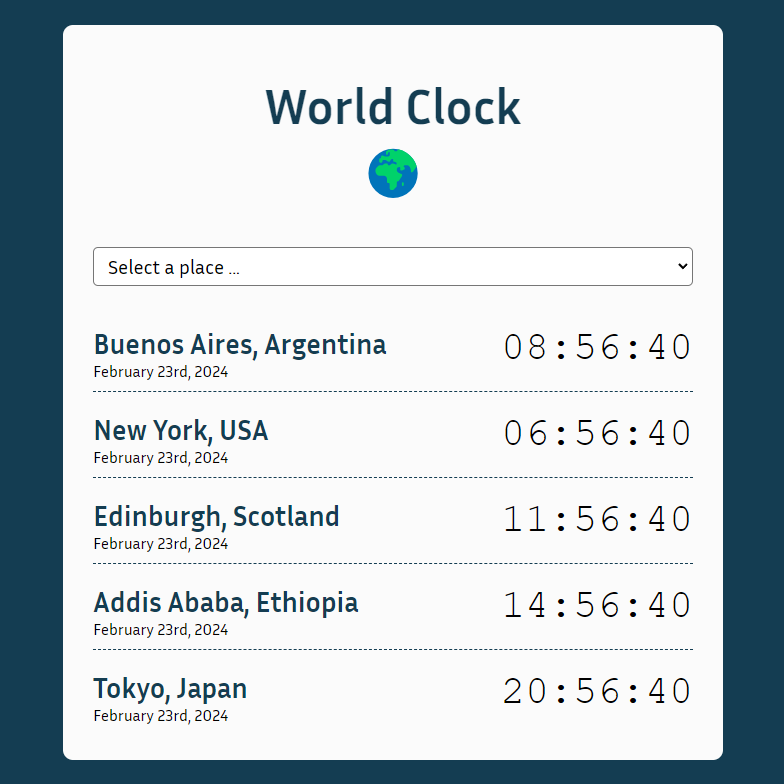 World Clock
Select a place ...
Buenos Aires, Argentina 08:56:40
February 23rd, 2024
New York, USA 06:56:40
February 23rd, 2024
Edinburgh, Scotland 11:56:40
February 23rd, 2024
Addis Ababa, Ethiopia 14:56:40
February 23rd, 2024
Tokyo, Japan 20:56:40
February 23rd, 2024